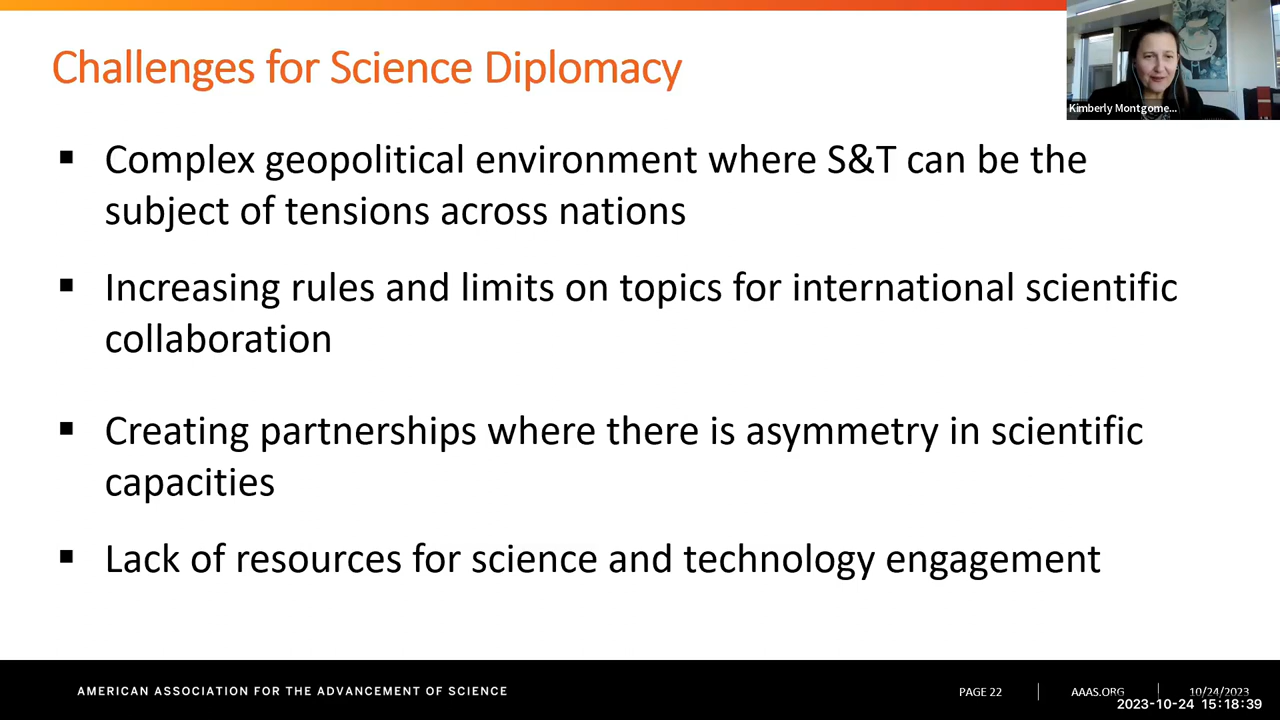 Challenges for Science Diplomacy
Kimberly Montgome...
▪ Complex geopolitical environment where S&T can be the
subject of tensions across nations
▪ Increasing rules and limits on topics for international scientific
collaboration
▪ Creating partnerships where there is asymmetry in scientific
capacities
▪ Lack of resources for science and technology engagement
AMERICAN ASSOCIATION FOR THE ADVANCEMENT OF SCIENCE
PAGE 22
AAAS.ORG
10/24/2023
2023-10-24 15:18:39